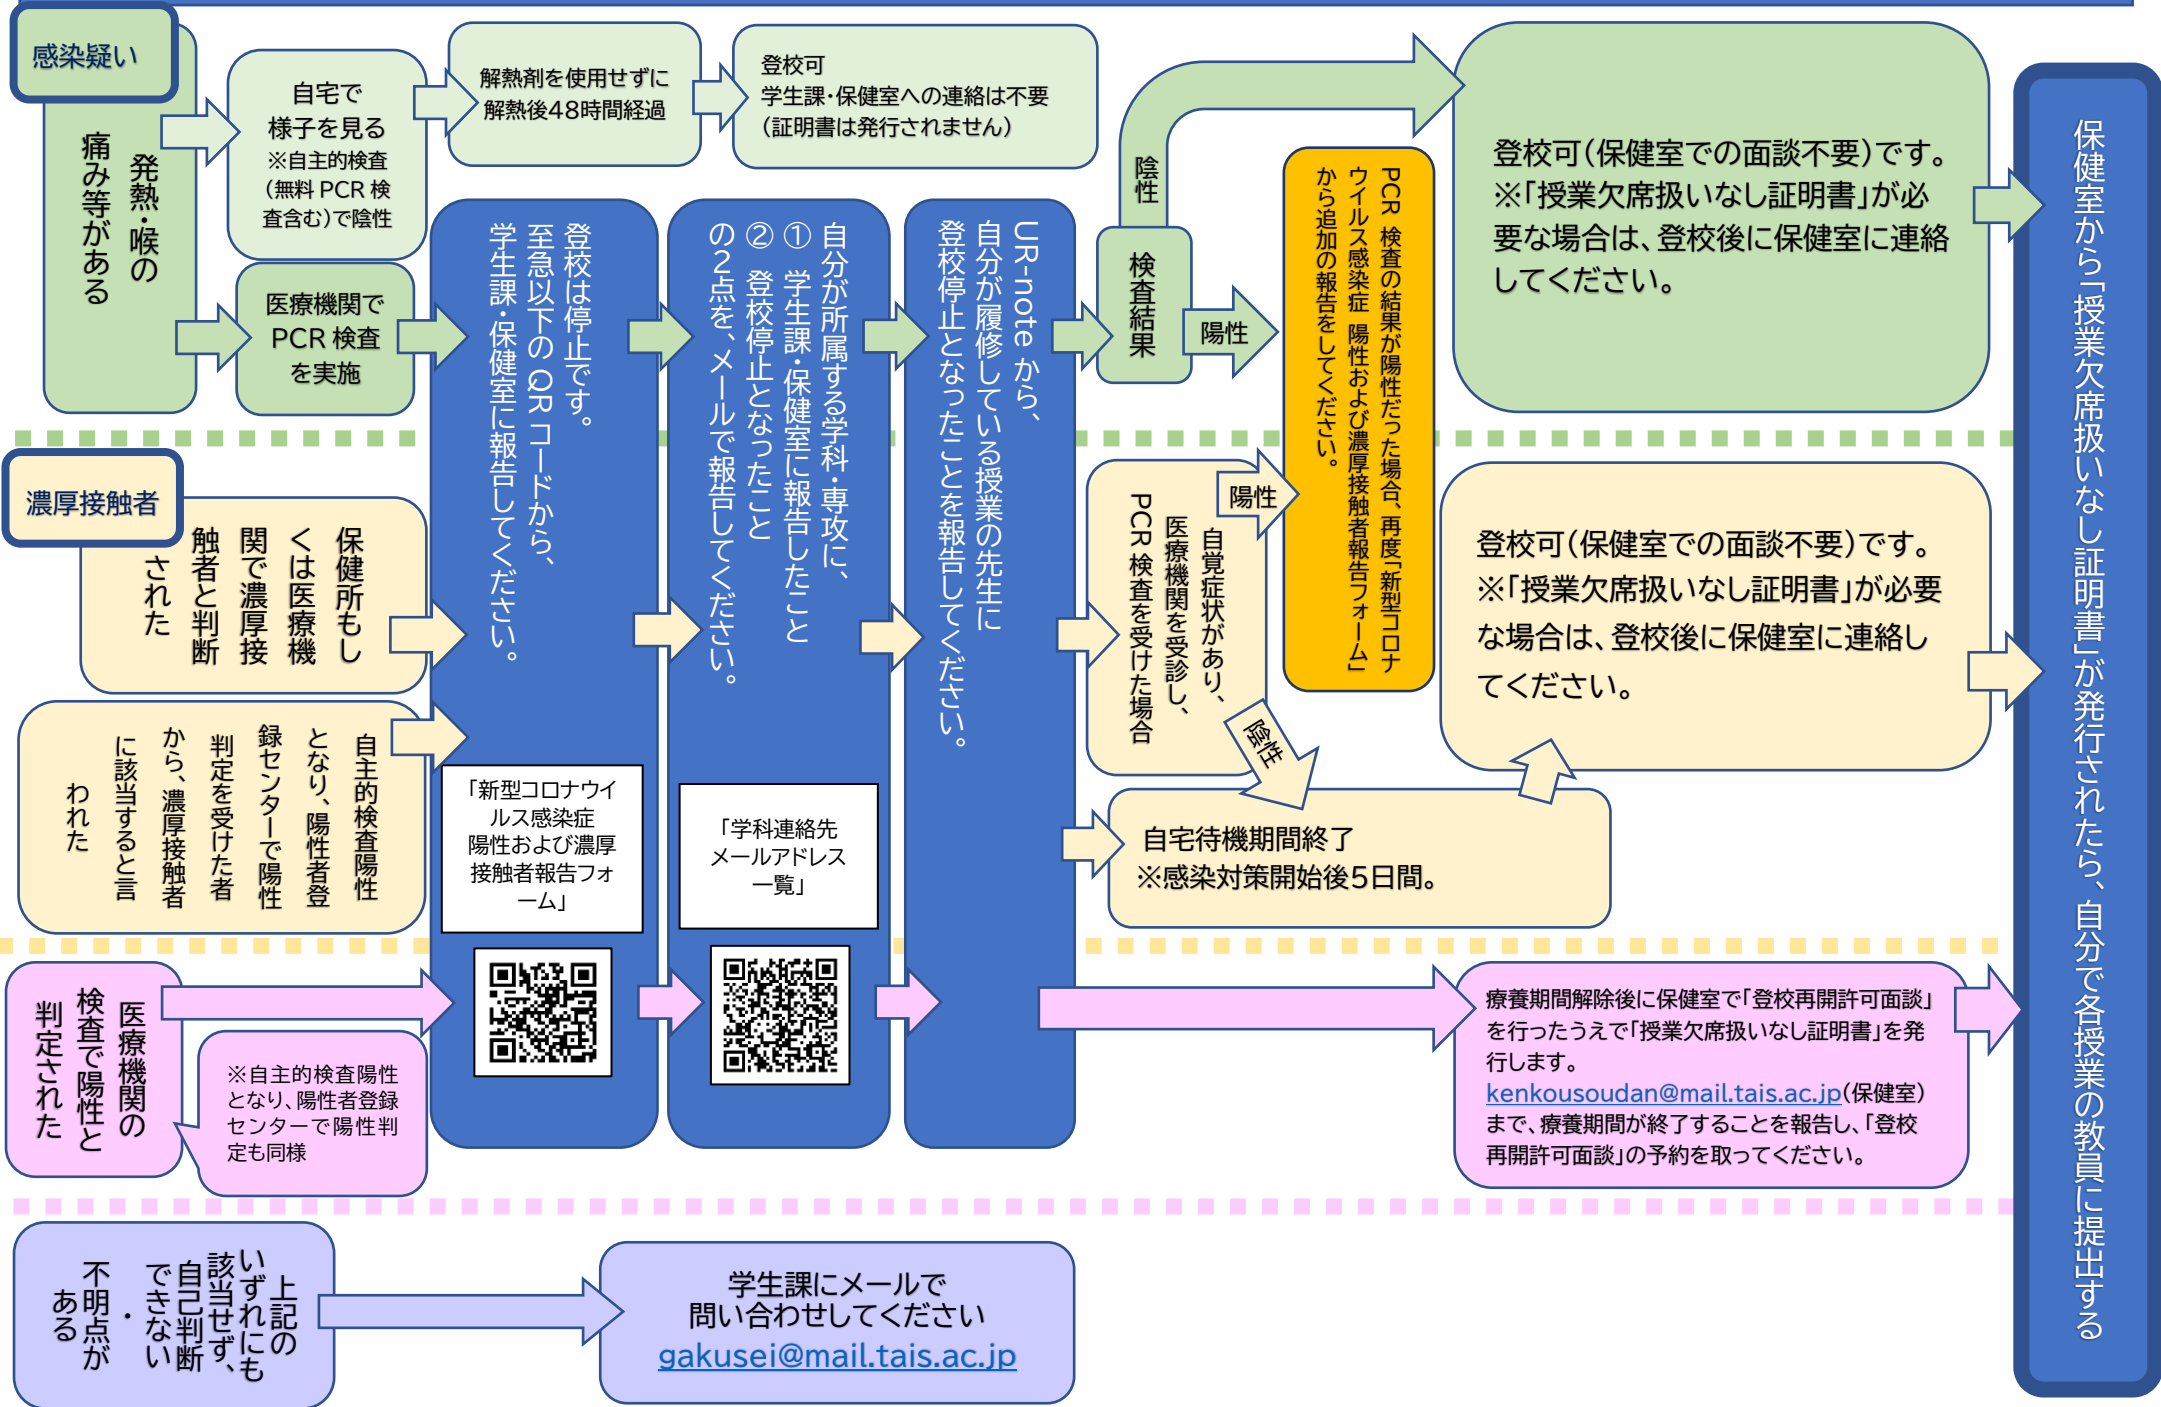 感染疑い
発熱・喉の
痛み等がある
自宅で
様子を見る
※自主的検査
(無料PCR検
査含む)で陰性
解熱剤を使用せずに
解熱後48時間経過
登校可
学生課・保健室への連絡は不要
(証明書は発行されません)
医療機関で
PCR検査
を実施
登校は停止です。
至急以下のQRコードから、
学生課・保健室に報告してください。
「新型コロナウイ
ルス感染症
陽性および濃厚
接触者報告フォ
ーム」
自分が所属する学科・専攻に、
① 学生課・保健室に報告したこと
② 登校停止となったこと
の2点を、メールで報告してください。
「学科連絡先
メールアドレス
一覧」
UR-noteから、
自分が履修している授業の先生に
登校停止となったことを報告してください。
検査結果
陰性
陽性
PCR 検査の結果が陽性だった場合、再度「新型コロナ
ウイルス感染症 陽性および濃厚接触者報告フォーム」
から追加の報告をしてください。
登校可(保健室での面談不要)です。
※「授業欠席扱いなし証明書」が必
要な場合は、登校後に保健室に連絡
してください。
濃厚接触者
保健所もし
くは医療機
関で濃厚接
触者と判断
された
自主的検査陽性
となり、陽性者登
録センターで陽性
判定を受けた者
から、濃厚接触者
に該当すると言
われた
自覚症状があり、
医療機関を受診し、
PCR検査を受けた場合
陽性
陰性
自宅待機期間終了
※感染対策開始後5日間。
登校可(保健室での面談不要)です。
※「授業欠席扱いなし証明書」が必要
な場合は、登校後に保健室に連絡し
てください。
医療機関の
検査で陽性と
判定された
※自主的検査陽性
となり、陽性者登録
センターで陽性判
定も同様
療養期間解除後に保健室で「登校再開許可面談」
を行ったうえで「授業欠席扱いなし証明書」を発
行します。
kenkousoudan@mail.tais.ac.jp(保健室)
まで、療養期間が終了することを報告し、「登校
再開許可面談」の予約を取ってください。
保健室から「授業欠席扱いなし証明書」が発行されたら、自分で各授業の教員に提出する
上記の
いずれにも
該当せず、
自己判断
できない
・
不明点が
ある
学生課にメールで
問い合わせしてください
gakusei@mail.tais.ac.jp